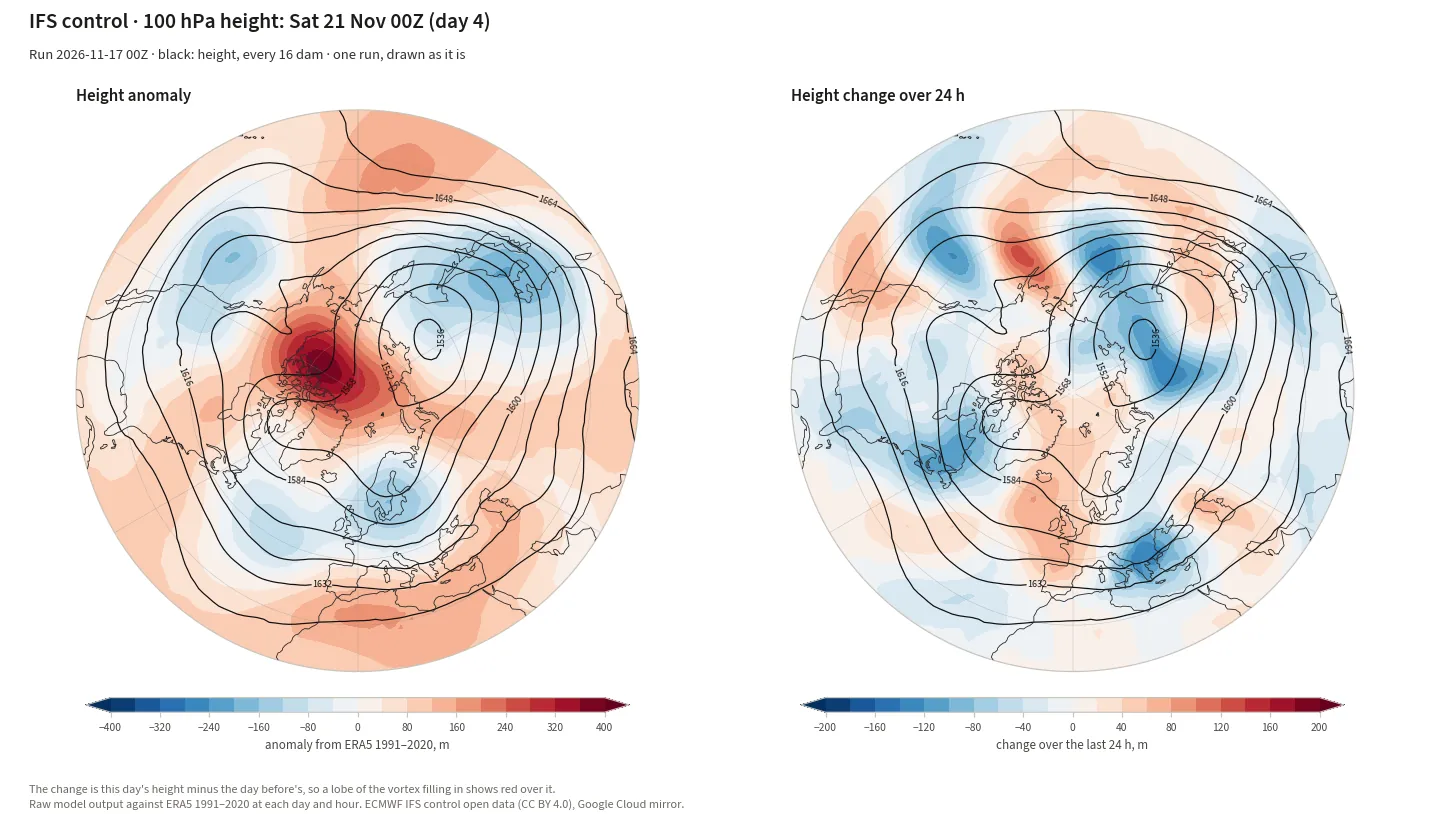 IFS control · 100 hPa height: Sat 21 Nov 00Z (day 4)
Run 2026-11-17 00Z · black: height, every 16 dam · one run, drawn as it is
Height anomaly
Height change over 24 h
1648
1664
1536
1664
1616
1568
1552
1600
1584
1632
1648
1664
1536
1664
1616
1568
1552
1600
1584
1632
−400 −320 −240 −160 −80 0 80 160 240 320 400
anomaly from ERA5 1991–2020, m
−200 −160 −120 −80 −40 0 40 80 120 160 200
change over the last 24 h, m
The change is this day's height minus the day before's, so a lobe of the vortex filling in shows red over it.
Raw model output against ERA5 1991–2020 at each day and hour. ECMWF IFS control open data (CC BY 4.0), Google Cloud mirror.